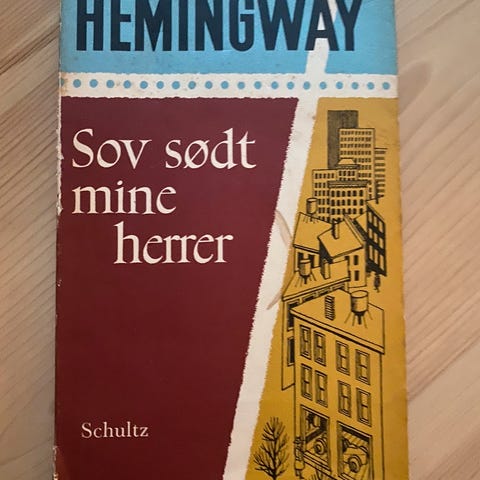 HEMINGWAY
Sov sødt
mine
herrer
Schultz